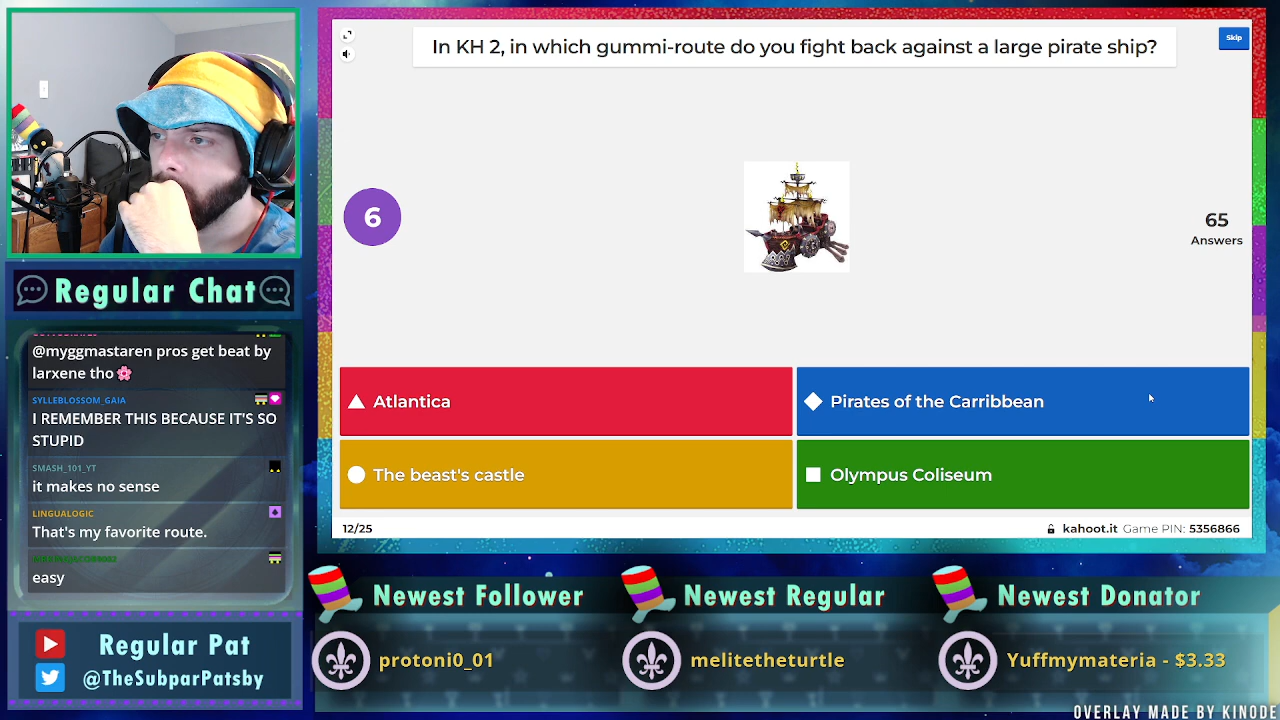 In KH 2, in which gummi-route do you fight back against a large pirate ship?
Skip
6
65
Answers
Atlantica
Pirates of the Carribbean
The beast's castle
Olympus Coliseum
12/25
kahoot.it Game PIN: 5356866
Regular Chat
@myggmastaren pros get beat by
larxene tho
SYLLEBLOSSOM_GAIA
I REMEMBER THIS BECAUSE IT'S SO
STUPID
SMASH_101_YT
it makes no sense
LINGUALOGIC
That's my favorite route.
easy
Regular Pat
@TheSubparPatsby
Newest Follower
protoni0_01
Newest Regular
melitetheturtle
Newest Donator
Yuffmymateria - $3.33
OVERLAY MADE BY KINODE